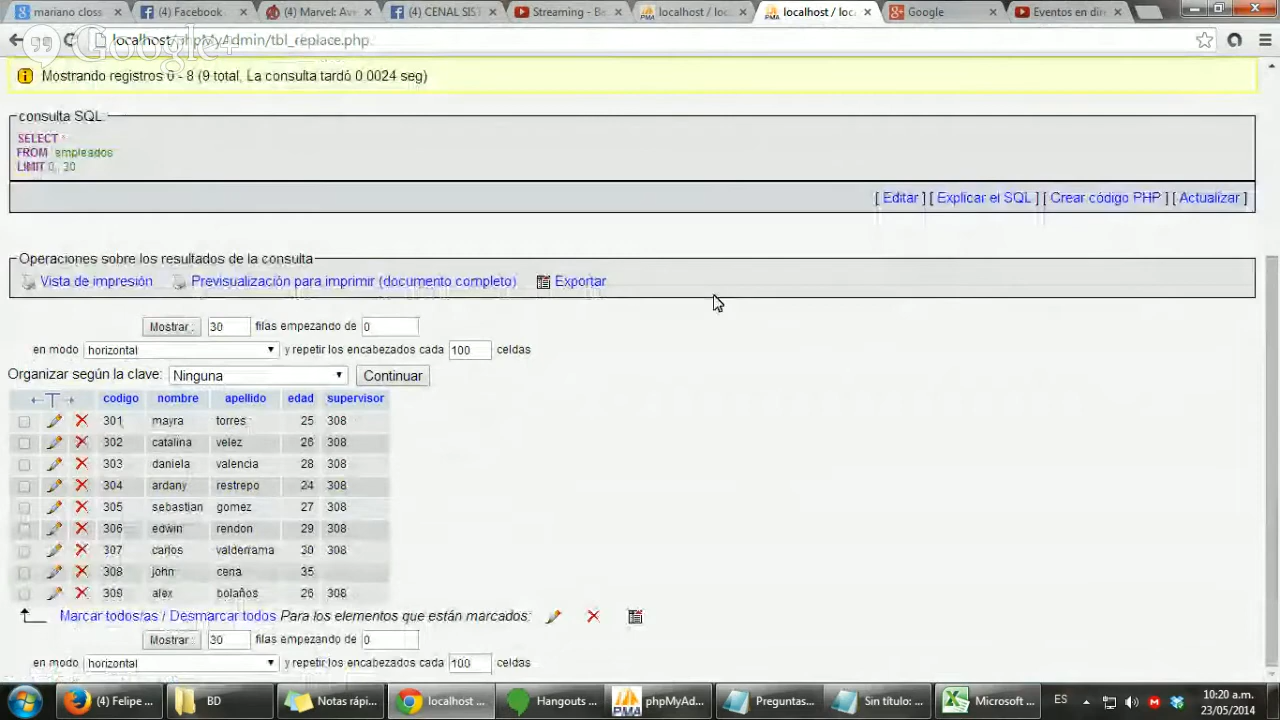 mariano closs
(4) Facebook
(4) Marvel: Ave
(4) CENAL SIST
Streaming - Ba
localhost / loc
localhost / loca
Google
Eventos en dire
localhost/phpMyAdmin/tbl_replace.php
Google+
Mostrando registros 0 - 8 (9 total, La consulta tardó 0.0024 seg)
consulta SQL:
SELECT *
FROM empleados
LIMIT 0 , 30
[ Editar ] [ Explicar el SQL ] [ Crear código PHP ] [ Actualizar ]
Operaciones sobre los resultados de la consulta
Vista de impresión Previsualización para imprimir (documento completo) Exportar
Mostrar : 30 filas empezando de 0
en modo horizontal y repetir los encabezados cada 100 celdas
Organizar según la clave: Ninguna Continuar
←T→ codigo nombre apellido edad supervisor
301 mayra torres 25 308
302 catalina velez 26 308
303 daniela valencia 28 308
304 ardany restrepo 24 308
305 sebastian gomez 27 308
306 edwin rendon 29 308
307 carlos valderrama 30 308
308 john cena 35
309 alex bolaños 26 308
Marcar todos/as / Desmarcar todos Para los elementos que están marcados:
Mostrar : 30 filas empezando de 0
en modo horizontal y repetir los encabezados cada 100 celdas
(4) Felipe ...
BD
Notas rápi...
localhost ...
Hangouts ...
phpMyAd...
Preguntas...
Sin título: ...
Microsoft ...
ES
10:20 a.m.
23/05/2014